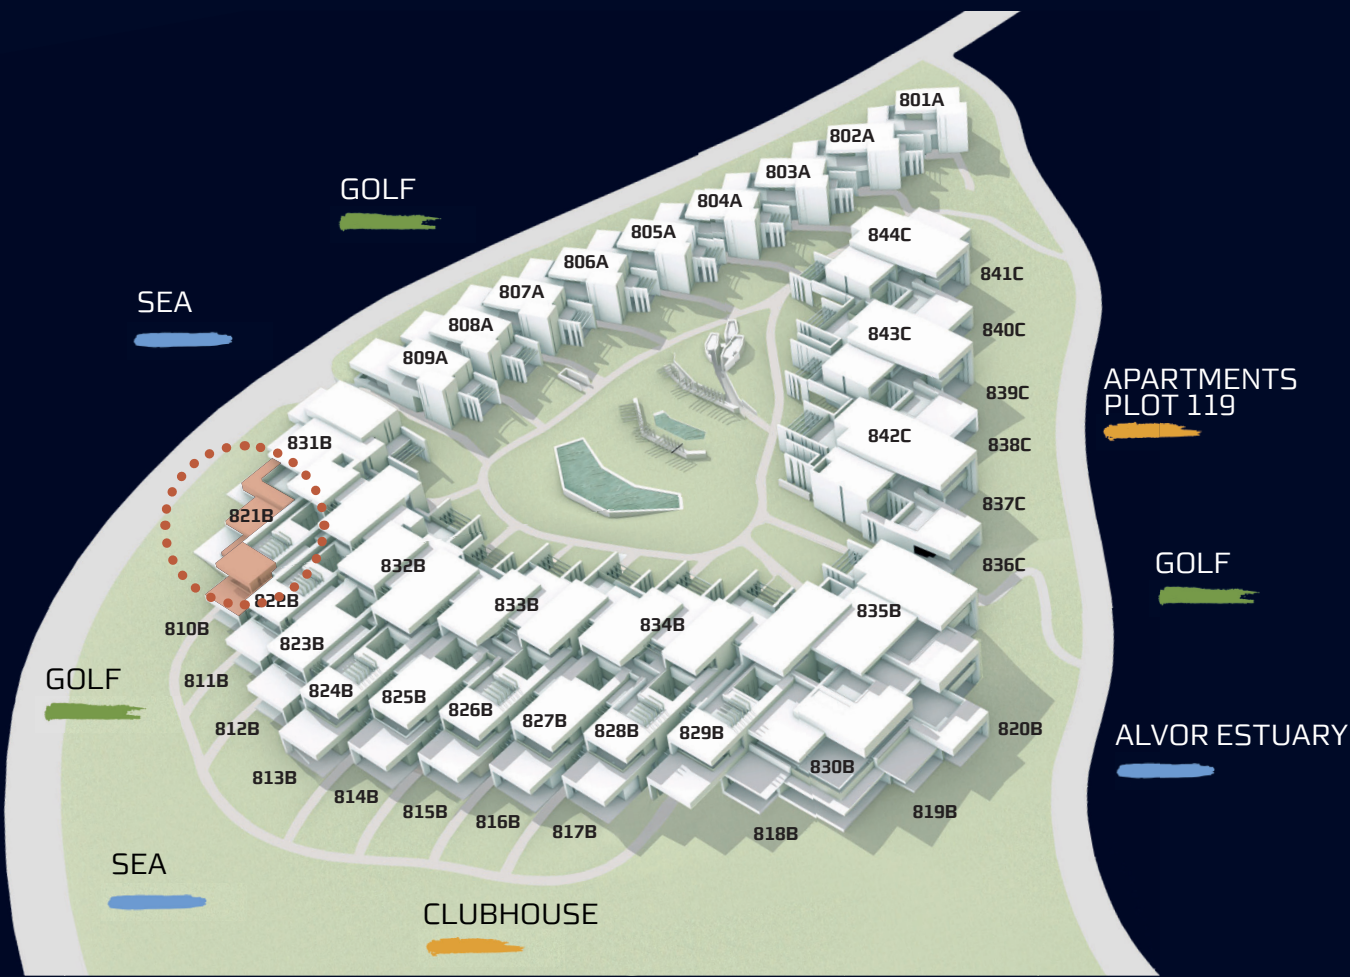 801A
802A
803A
GOLF
804A
805A
844C
806A
841C
807A
SEA
808A
840C
843C
809A
APARTMENTS
PLOT 119
839C
842C
831B
838C
837C
821B
832B
836C
GOLF
822B
833B
835B
834B
810B
823B
GOLF
811B
824B
825B
826B
827B
812B
828B
829B
820B
ALVOR ESTUARY
830B
813B
814B
815B
819B
816B
817B
818B
SEA
CLUBHOUSE